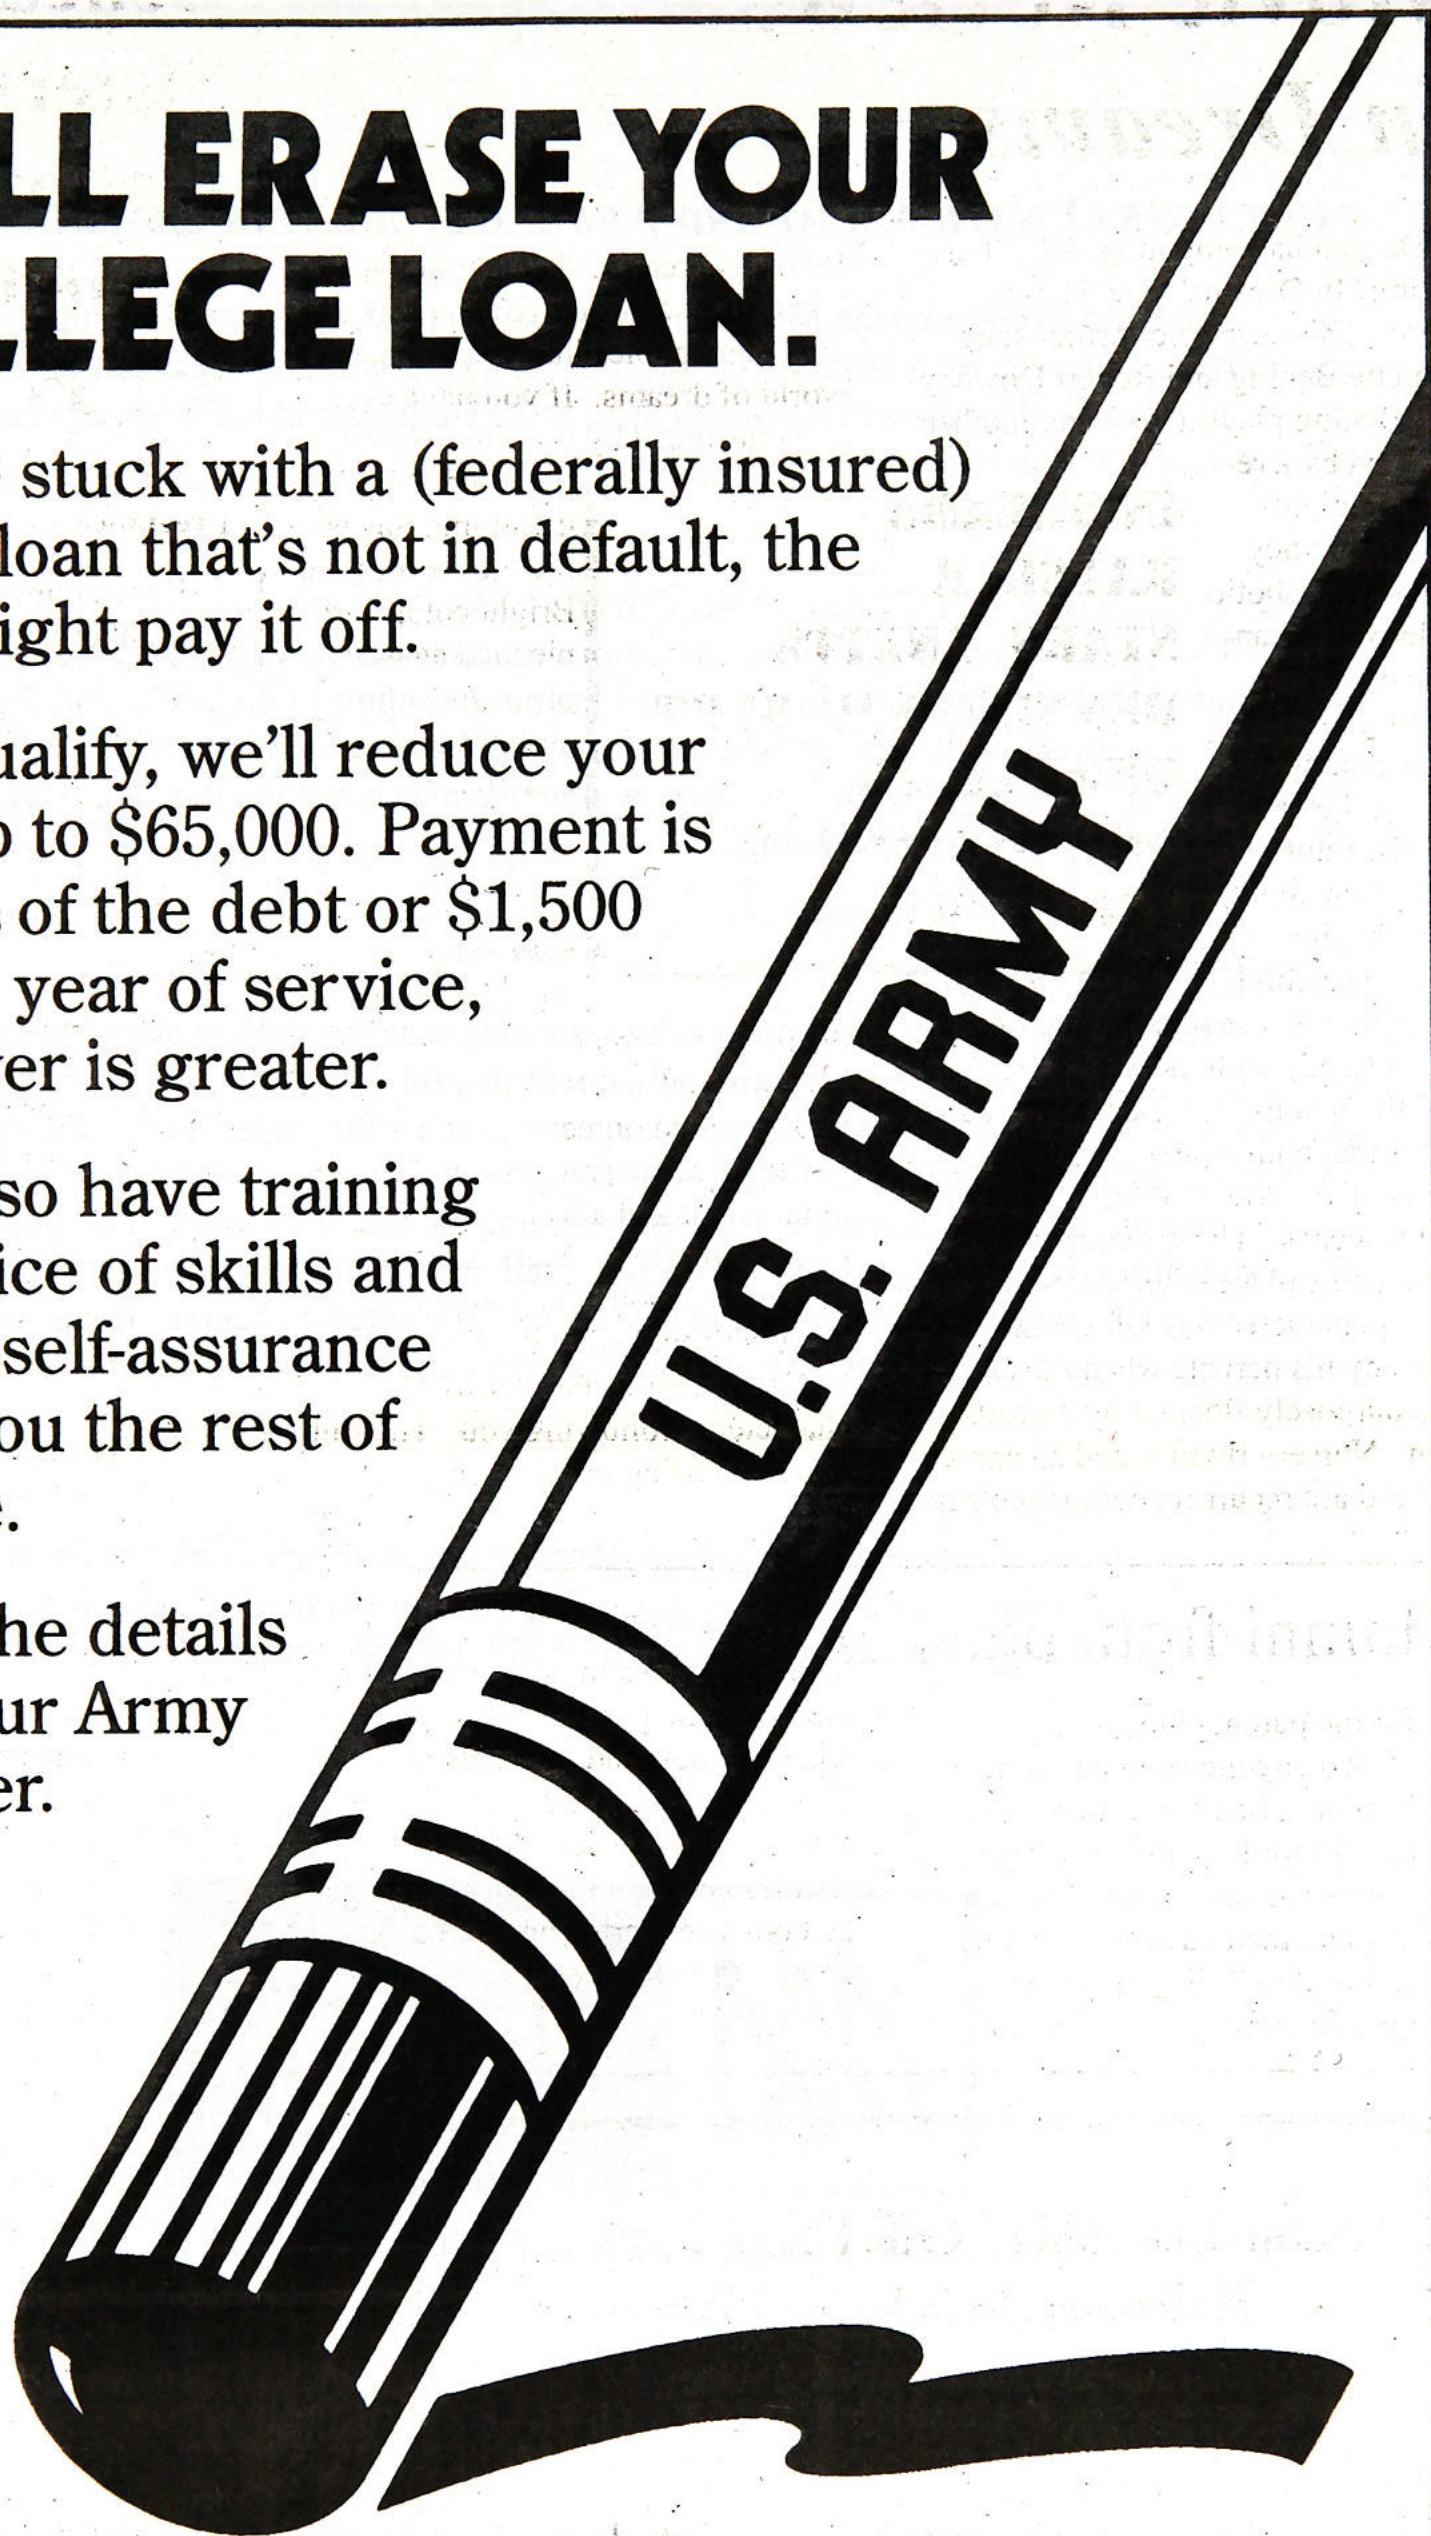 LL ERASE YOUR
LLEGE LOAN.
stuck with a (federally insured)
loan that's not in default, the
ight pay it off.
ualify, we'll reduce your
to $65,000. Payment is
of the debt or $1,500
year of service,
er is greater.
so have training
ice of skills and
self-assurance
ou the rest of
he details
ur Army
er.
U.S. ARMY